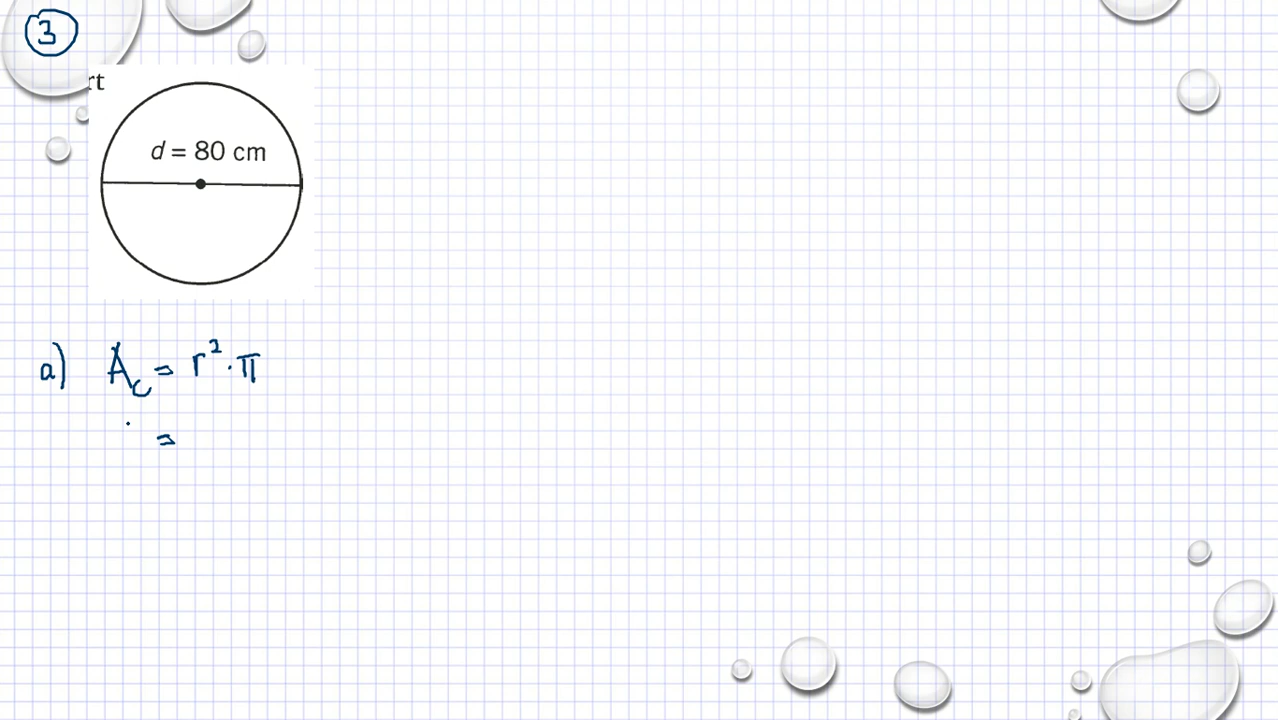 3
rt
d = 80 cm
a) A_c = r² · π
=